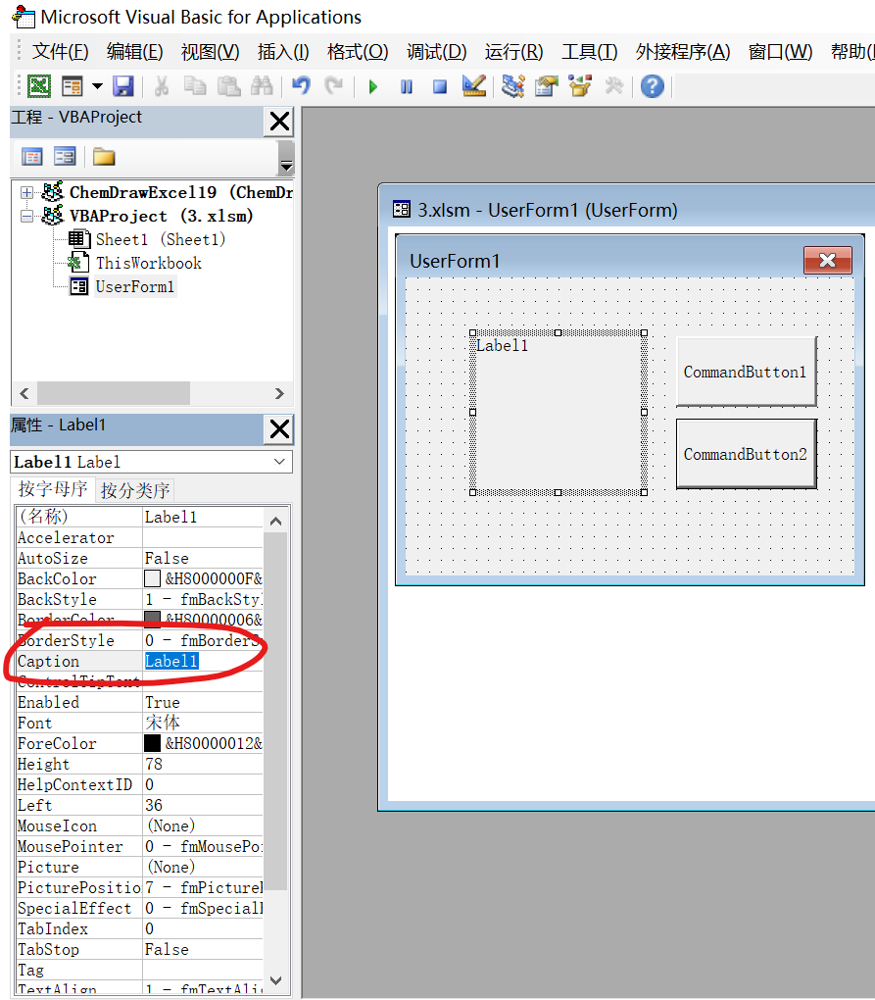 Microsoft Visual Basic for Applications
文件(F) 编辑(E) 视图(V) 插入(I) 格式(O) 调试(D) 运行(R) 工具(T) 外接程序(A) 窗口(W) 帮助(
工程 - VBAProject
ChemDrawExcel19 (ChemDr
VBAProject (3.xlsm)
Sheet1 (Sheet1)
ThisWorkbook
UserForm1
属性 - Label1
Label1 Label
按字母序 按分类序
(名称) Label1
Accelerator
AutoSize False
BackColor &H8000000F&
BackStyle 1 - fmBackStyl
BorderColor &H80000006&
BorderStyle 0 - fmBorderS
Caption Label1
ControlTipText
Enabled True
Font 宋体
ForeColor &H80000012&
Height 78
HelpContextID 0
Left 36
MouseIcon (None)
MousePointer 0 - fmMousePoi
Picture (None)
PicturePositio 7 - fmPictureP
SpecialEffect 0 - fmSpecialE
TabIndex 0
TabStop False
Tag
TextAlign 1 - fmTextAlig
3.xlsm - UserForm1 (UserForm)
UserForm1
Label1
CommandButton1
CommandButton2